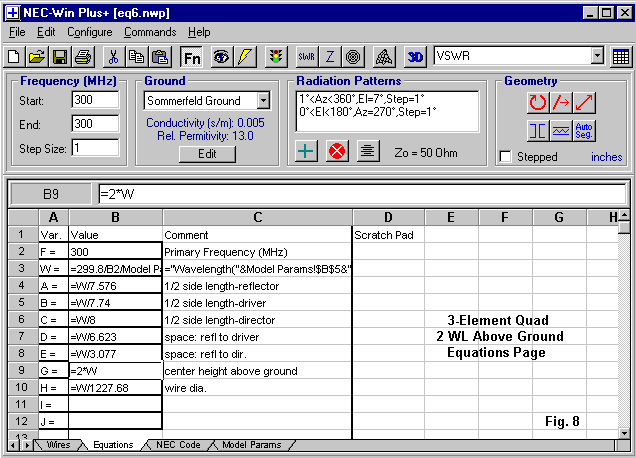 NEC-Win Plus+ [eq6.nwp]
File Edit Configure Commands Help
Fn SWR Z 3D VSWR
Frequency (MHz)
Start: 300
End: 300
Step Size: 1
Ground
Sommerfeld Ground
Conductivity (s/m): 0.005
Rel. Permitivity: 13.0
Edit
Radiation Patterns
1°<Az<360°,El=7°,Step=1°
0°<El<180°,Az=270°,Step=1°
Zo = 50 Ohm
Geometry
Auto Seg.
Stepped inches
B9 =2*W
A B C D E F G H
1 Var. Value Comment Scratch Pad
2 F = 300 Primary Frequency (MHz)
3 W = =299.8/B2/Model Pa ="Wavelength("&Model Params!$B$5&"
4 A = =W/7.576 1/2 side length-reflector
5 B = =W/7.74 1/2 side length-driver
6 C = =W/8 1/2 side length-director
7 D = =W/6.623 space: refl to driver
8 E = =W/3.077 space: refl to dir.
9 G = =2*W center height above ground
10 H = =W/1227.68 wire dia.
11 I =
12 J =
13
3-Element Quad
2 WL Above Ground
Equations Page
Fig. 8
Wires Equations NEC Code Model Params